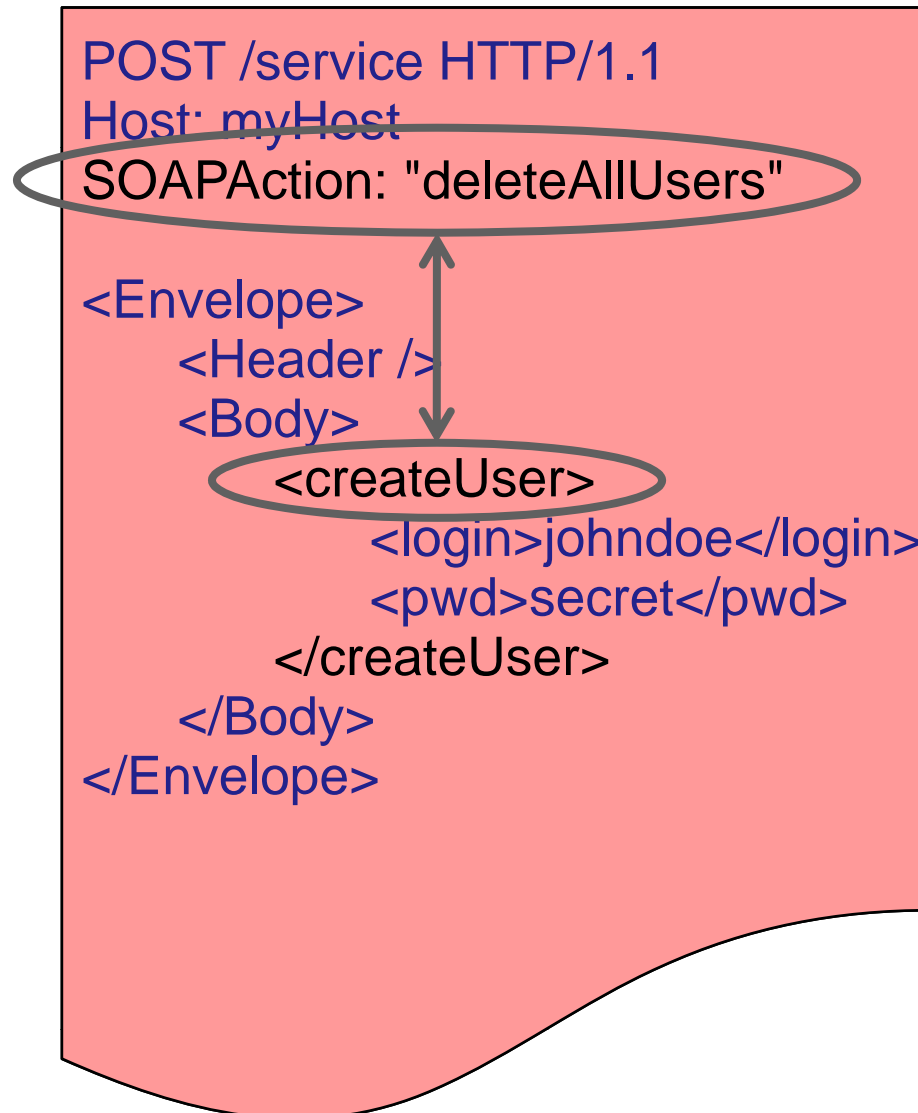 POST /service HTTP/1.1
Host: myHost
SOAPAction: "deleteAllUsers"
<Envelope>
<Header />
<Body>
<createUser>
<login>johndoe</login>
<pwd>secret</pwd>
</createUser>
</Body>
</Envelope>